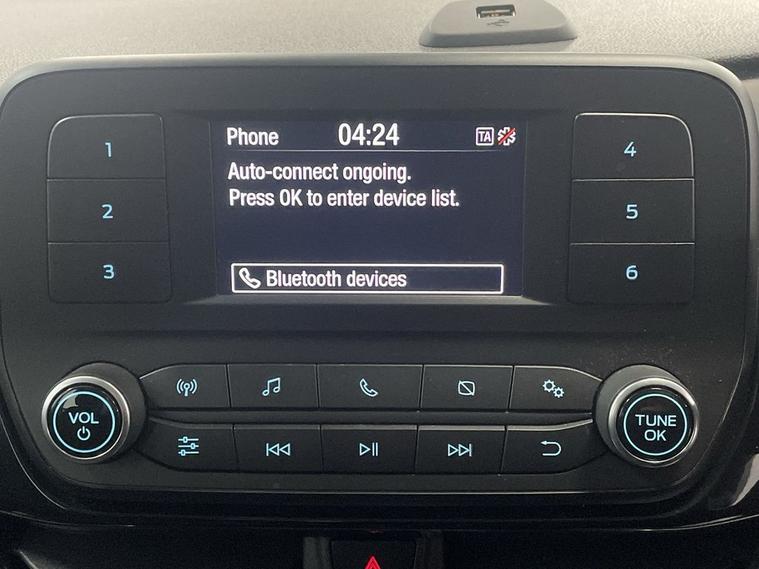 Phone 04:24 TA
Auto-connect ongoing.
Press OK to enter device list.
Bluetooth devices
1
2
3
4
5
6
VOL
TUNE
OK